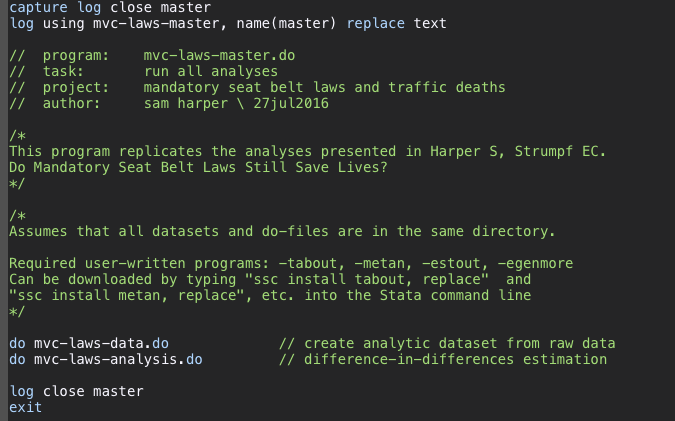 capture log close master
log using mvc-laws-master, name(master) replace text
//  program:    mvc-laws-master.do
//  task:       run all analyses
//  project:    mandatory seat belt laws and traffic deaths
//  author:     sam harper \ 27jul2016
/*
This program replicates the analyses presented in Harper S, Strumpf EC.
Do Mandatory Seat Belt Laws Still Save Lives?
*/
/*
Assumes that all datasets and do-files are in the same directory.
Required user-written programs: -tabout, -metan, -estout, -egenmore
Can be downloaded by typing "ssc install tabout, replace"  and
"ssc install metan, replace", etc. into the Stata command line
*/
do mvc-laws-data.do             // create analytic dataset from raw data
do mvc-laws-analysis.do         // difference-in-differences estimation
log close master
exit